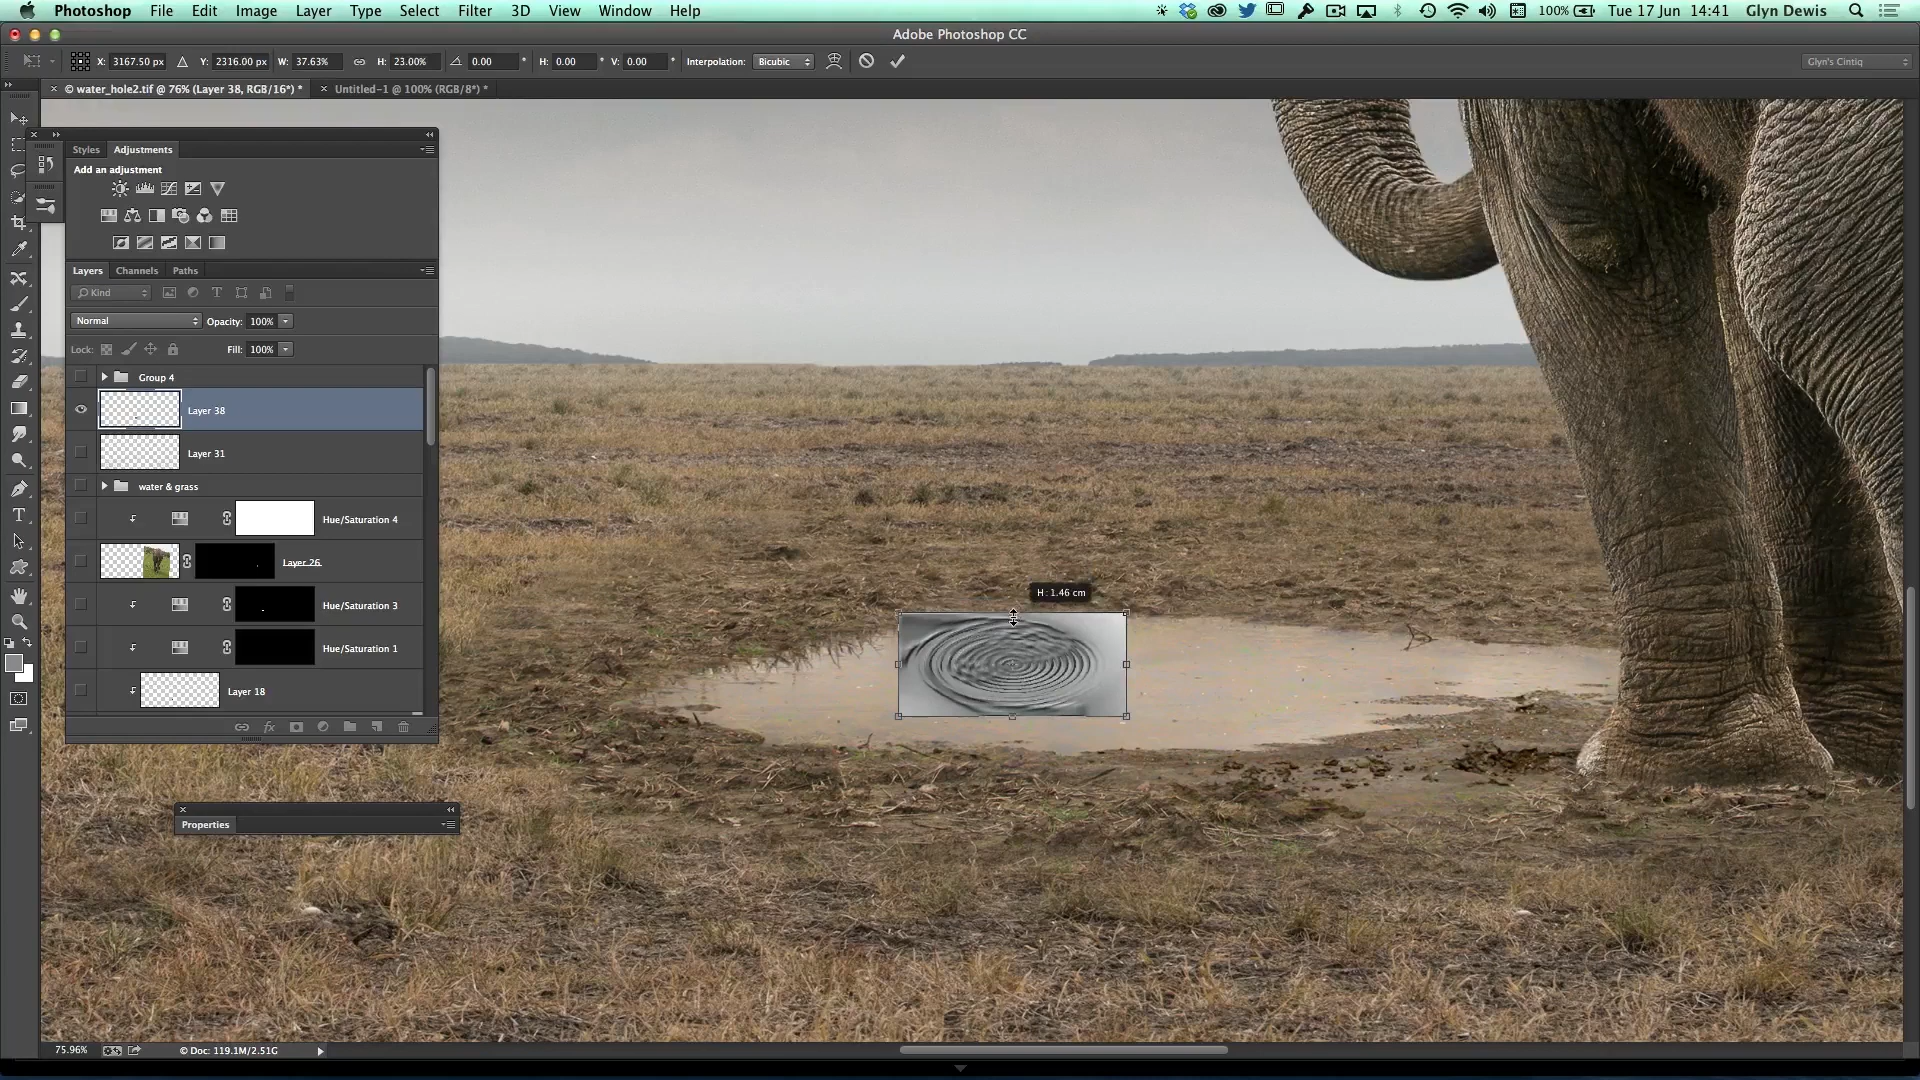 Photoshop File Edit Image Layer Type Select Filter 3D View Window Help 100% Tue 17 Jun 14:41 Glyn Dewis
Adobe Photoshop CC
X: 3167.50 px Y: 2316.00 px W: 37.63% H: 23.00% 0.00 ° H: 0.00 ° V: 0.00 ° Interpolation: Bicubic Glyn's Cintiq
© water_hole2.tif @ 76% (Layer 38, RGB/16*) * Untitled-1 @ 100% (RGB/8*) *
Styles Adjustments
Add an adjustment
Layers Channels Paths
Kind
Normal Opacity: 100%
Lock: Fill: 100%
Group 4
Layer 38
Layer 31
water & grass
Hue/Saturation 4
Layer 26
H: 1.46 cm
Hue/Saturation 3
Hue/Saturation 1
Layer 18
Properties
75.96% © Doc: 119.1M/2.51G